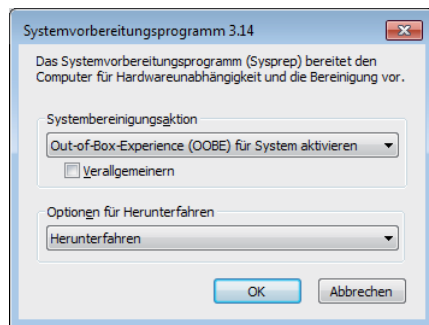 Systemvorbereitungsprogramm 3.14
Das Systemvorbereitungsprogramm (Sysprep) bereitet den
Computer für Hardwareunabhängigkeit und die Bereinigung vor.
Systembereinigungsaktion
Out-of-Box-Experience (OOBE) für System aktivieren
Verallgemeinern
Optionen für Herunterfahren
Herunterfahren
OK Abbrechen